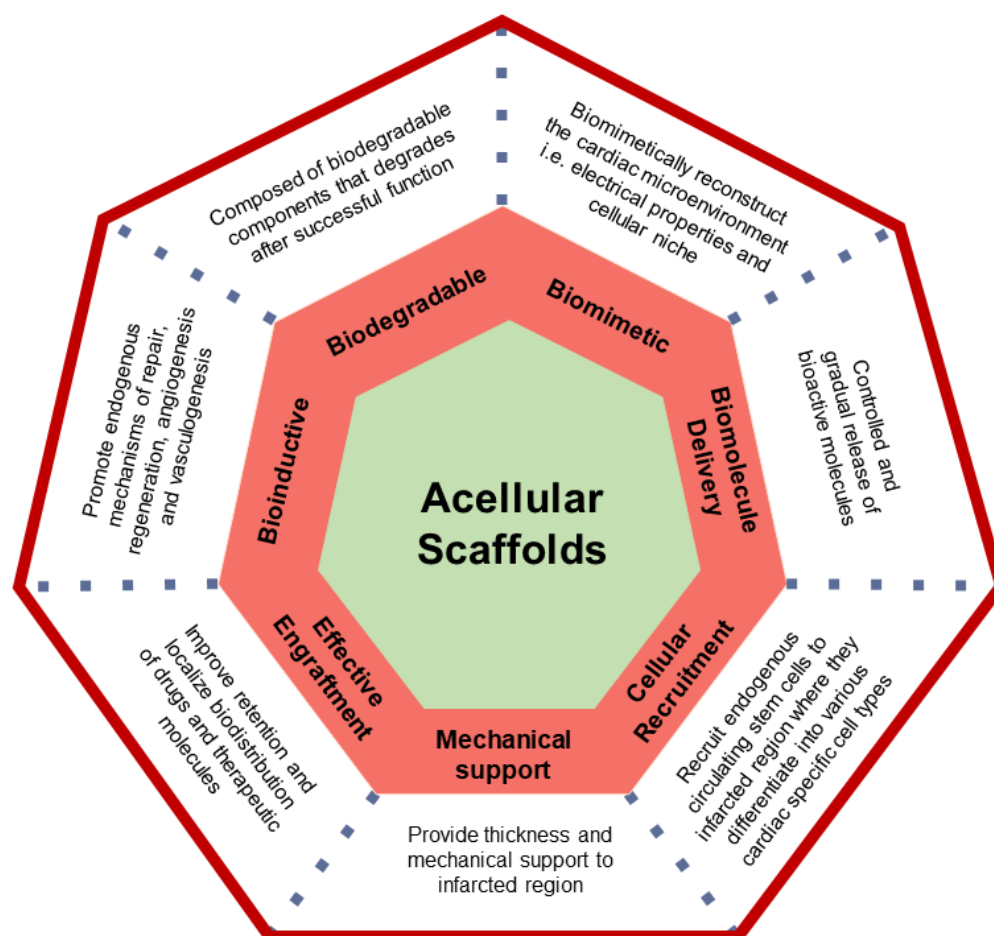 Composed of biodegradable
components that degrades
after successful function
Biomimetically reconstruct
the cardiac microenvironment
i.e. electrical properties and
cellular niche
Biodegradable
Biomimetic
Promote endogenous
mechanisms of repair,
regeneration, angiogenesis
and vasculogenesis
Bioinductive
Acellular
Scaffolds
Biomolecule
Delivery
Controlled and
gradual release of
bioactive molecules
Improve retention and
localize biodistribution
of drugs and therapeutic
molecules
Effective
Engraftment
Mechanical
support
Cellular
Recruitment
Recruit endogenous
circulating stem cells to
infarcted region where they
differentiate into various
cardiac specific cell types
Provide thickness and
mechanical support to
infarcted region